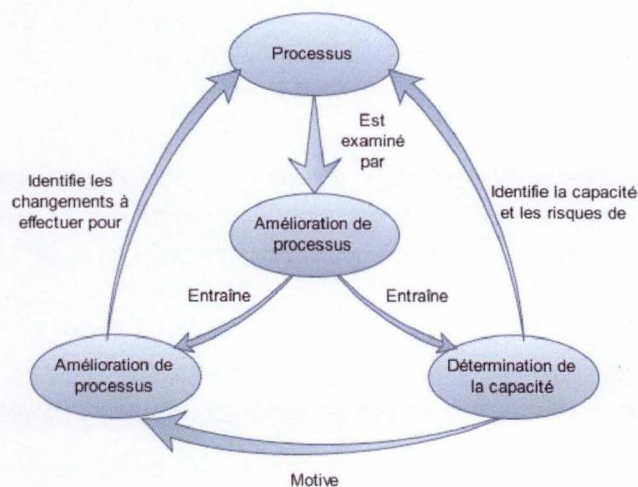 Processus
Est
examiné
par
Identifie les
changements à
effectuer pour
Identifie la capacité
et les risques de
Amélioration de
processus
Entraîne
Entraîne
Amélioration de
processus
Détermination de
la capacité
Motive